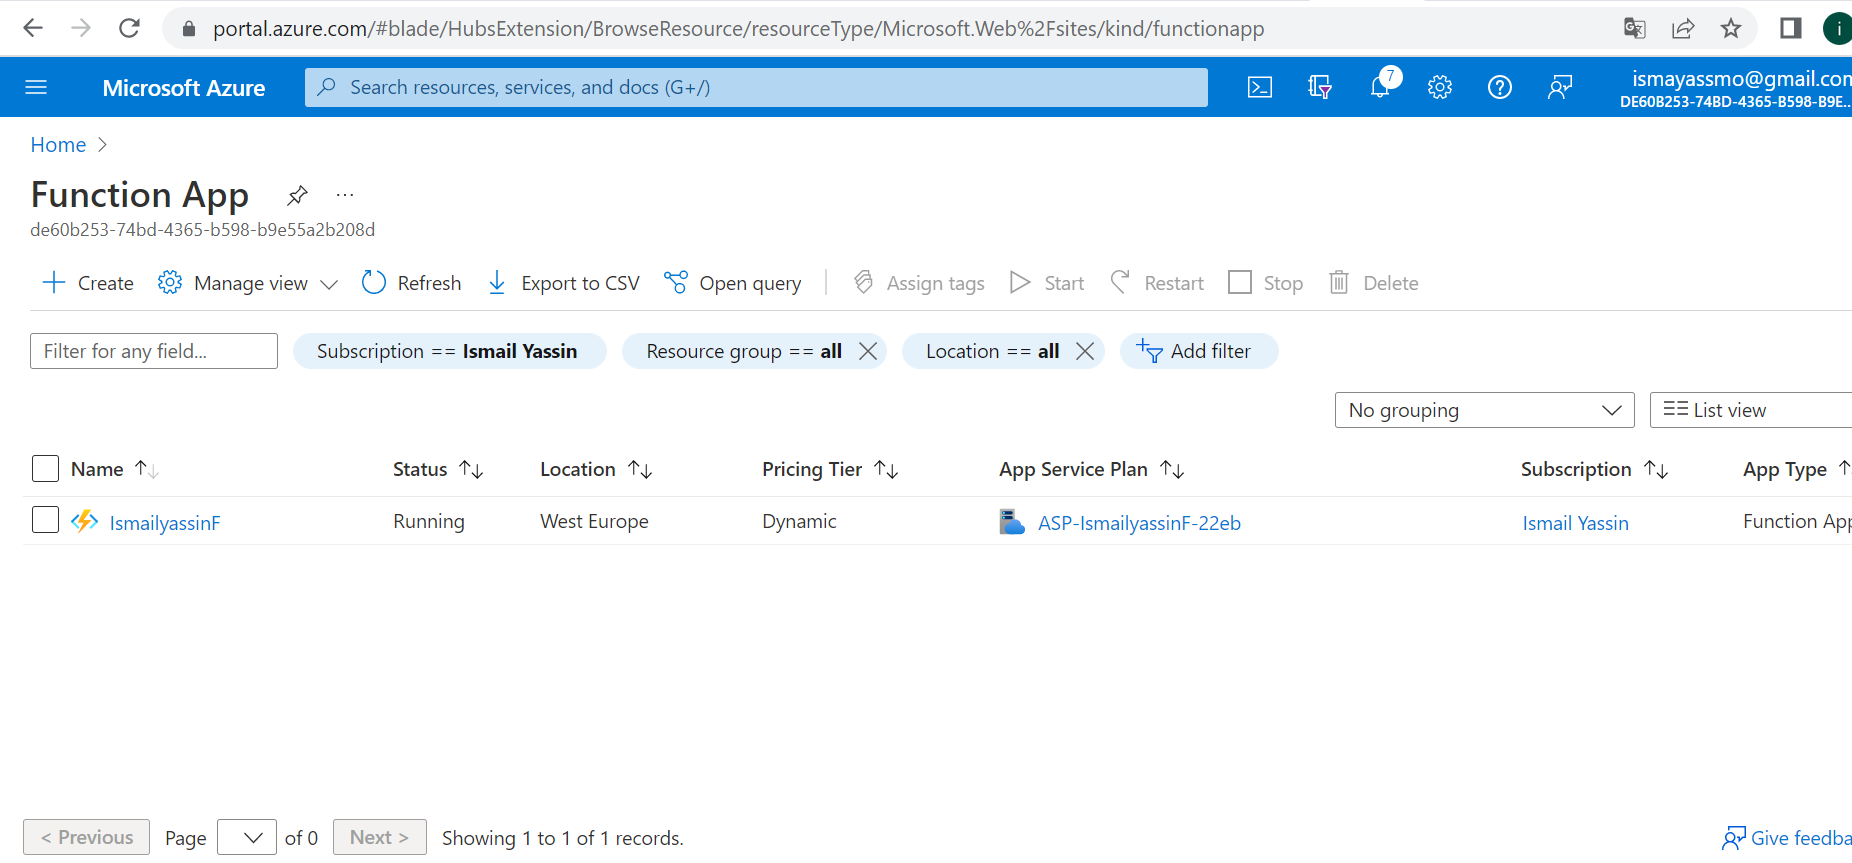 portal.azure.com/#blade/HubsExtension/BrowseResource/resourceType/Microsoft.Web%2Fsites/kind/functionapp
i
Microsoft Azure
Search resources, services, and docs (G+/)
7
ismayassmo@gmail.com
DE60B253-74BD-4365-B598-B9E...
Home
Function App
...
de60b253-74bd-4365-b598-b9e55a2b208d
Create Manage view Refresh Export to CSV Open query Assign tags Start Restart Stop Delete
Filter for any field... Subscription == Ismail Yassin Resource group == all Location == all Add filter
No grouping List view
Name Status Location Pricing Tier App Service Plan Subscription App Type
IsmailyassinF Running West Europe Dynamic ASP-IsmailyassinF-22eb Ismail Yassin Function App
< Previous Page of 0 Next > Showing 1 to 1 of 1 records.
Give feedba